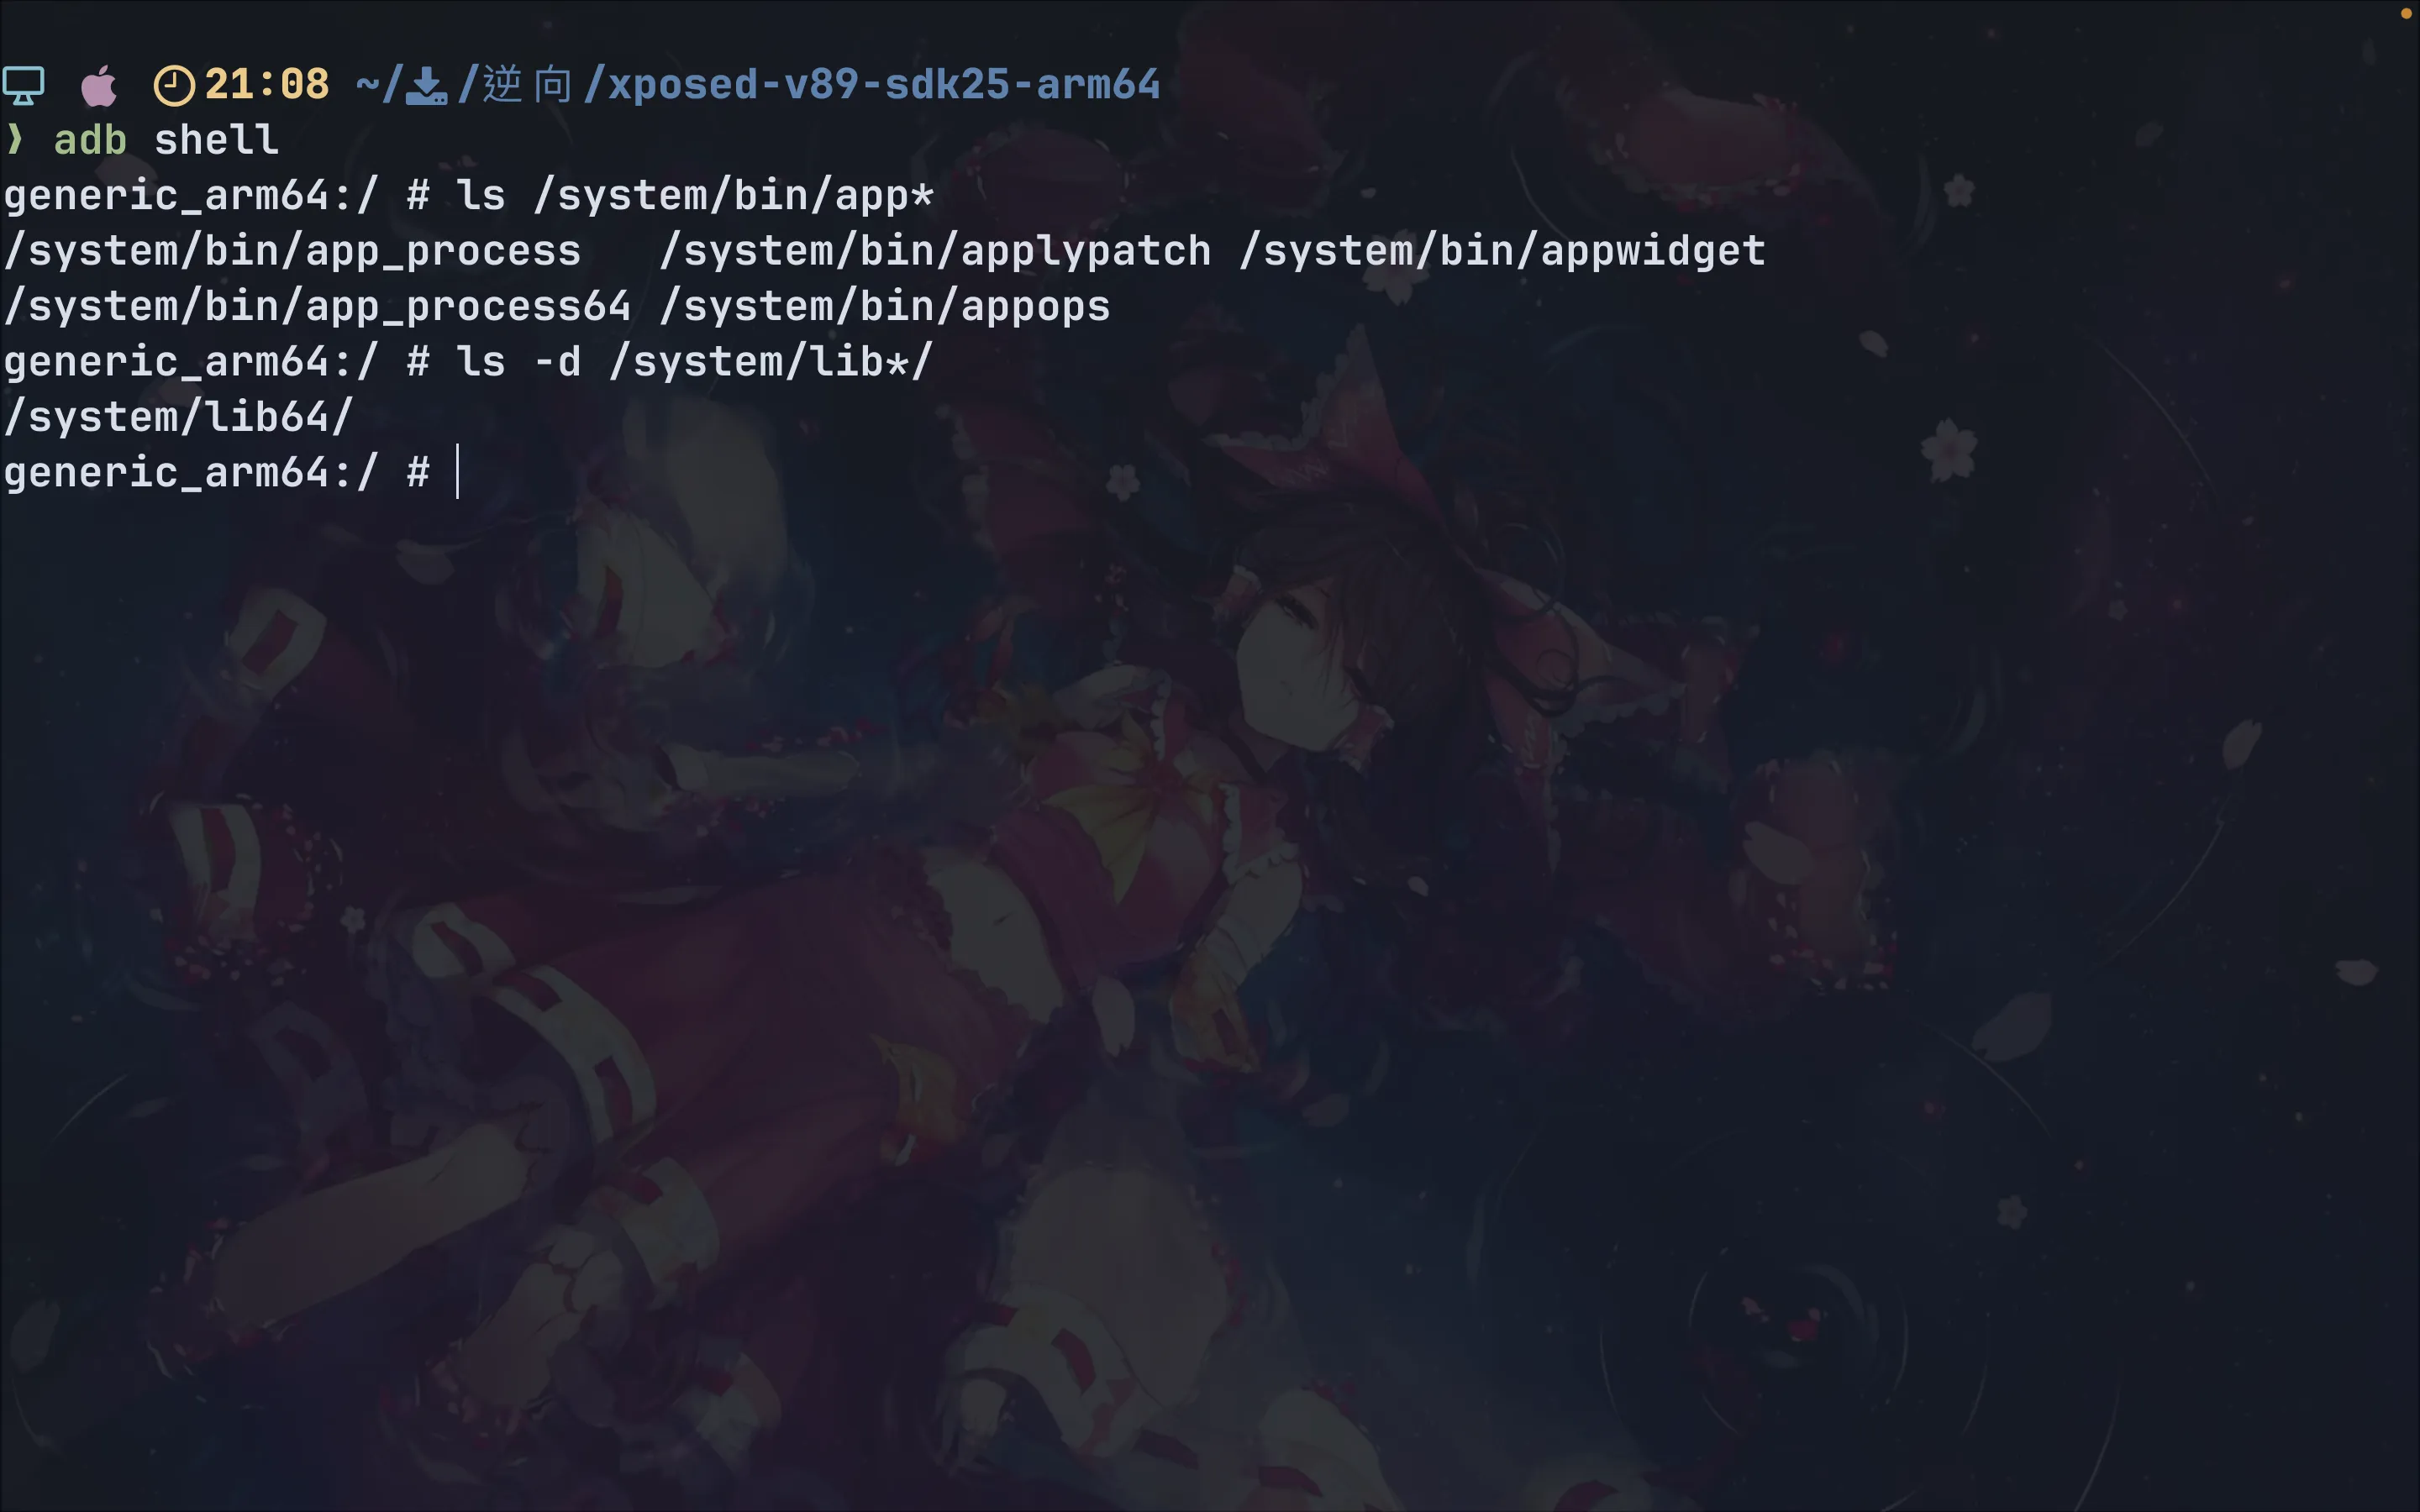 21:08 ~/ /逆向/xposed-v89-sdk25-arm64
❯ adb shell
generic_arm64:/ # ls /system/bin/app*
/system/bin/app_process   /system/bin/applypatch /system/bin/appwidget
/system/bin/app_process64 /system/bin/appops
generic_arm64:/ # ls -d /system/lib*/
/system/lib64/
generic_arm64:/ #